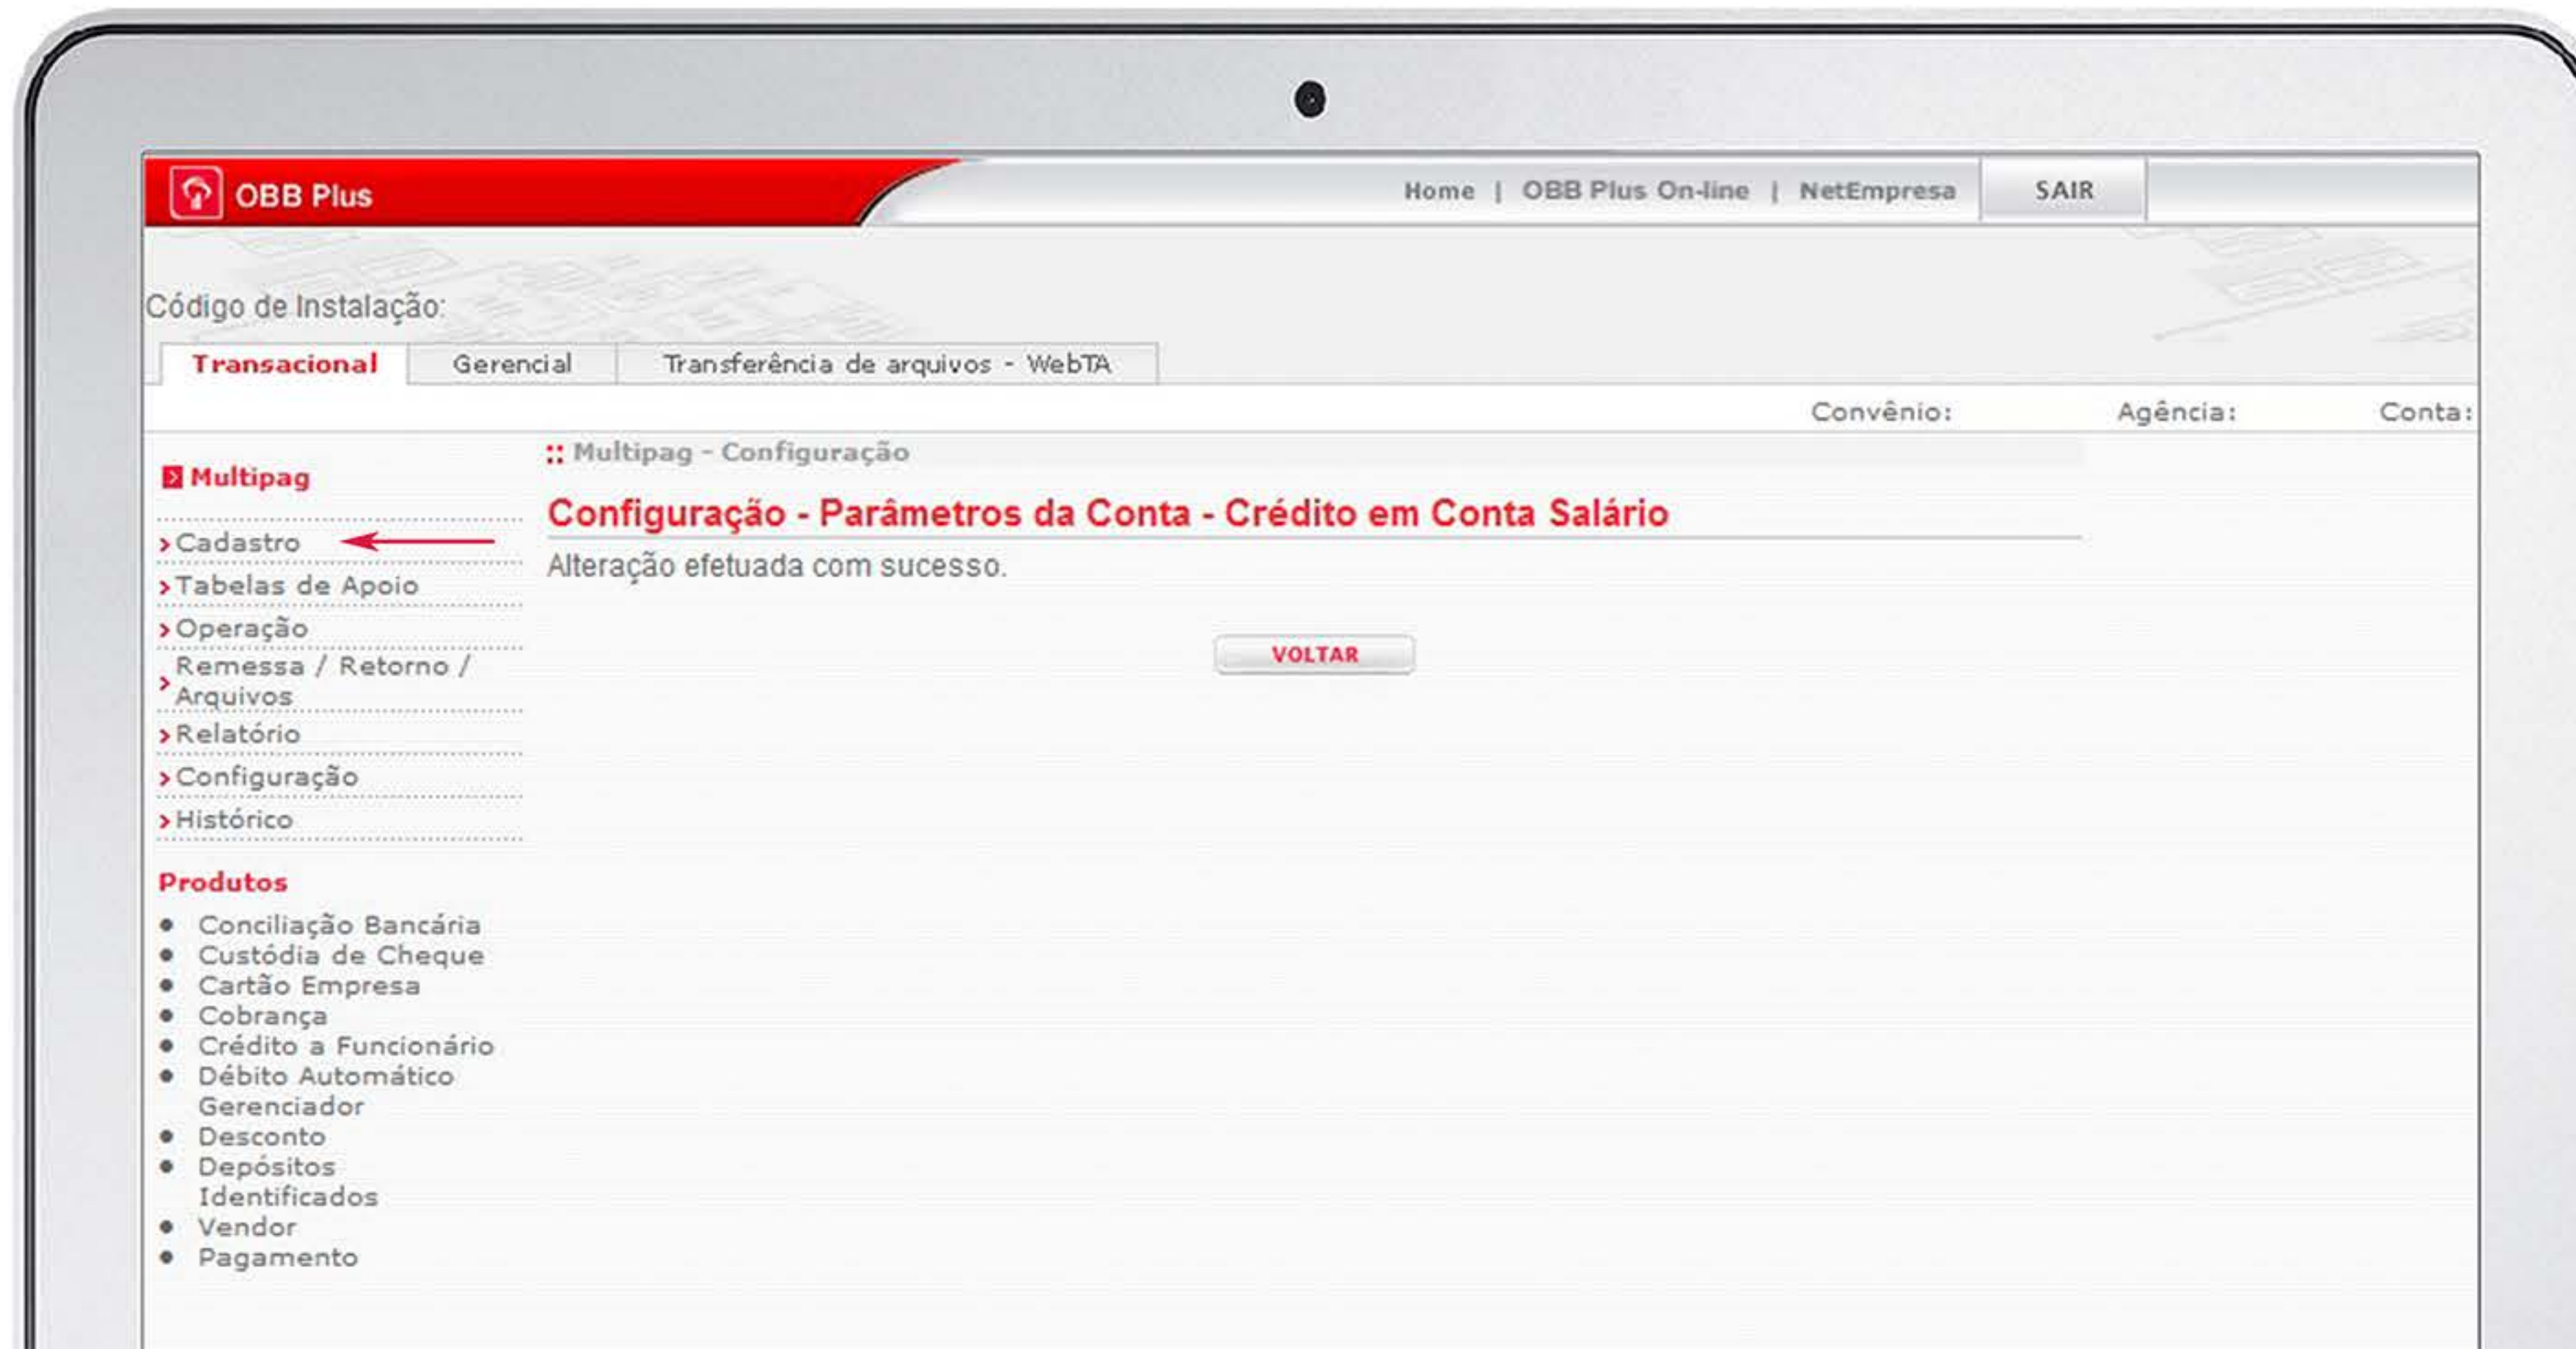 OBB Plus
Home | OBB Plus On-line | NetEmpresa SAIR
Código de Instalação:
Transacional Gerencial Transferência de arquivos - WebTA
Convênio: Agência: Conta:
Multipag
Cadastro
Tabelas de Apoio
Operação
Remessa / Retorno /
Arquivos
Relatório
Configuração
Histórico
Produtos
Conciliação Bancária
Custódia de Cheque
Cartão Empresa
Cobrança
Crédito a Funcionário
Débito Automático
Gerenciador
Desconto
Depósitos
Identificados
Vendor
Pagamento
:: Multipag - Configuração
Configuração - Parâmetros da Conta - Crédito em Conta Salário
Alteração efetuada com sucesso.
VOLTAR